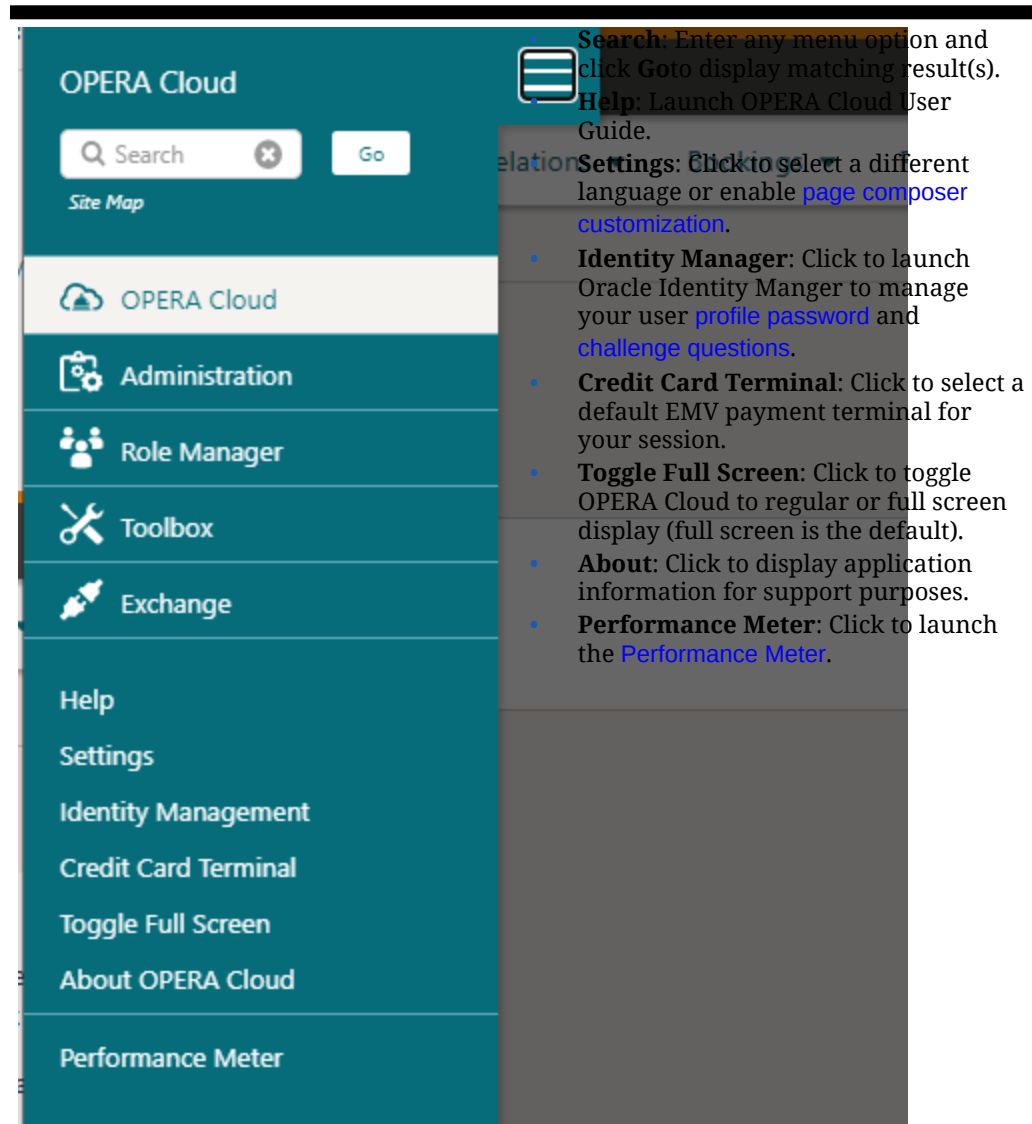 OPERA Cloud
Search
Go
Site Map
OPERA Cloud
Administration
Role Manager
Toolbox
Exchange
Help
Settings
Identity Management
Credit Card Terminal
Toggle Full Screen
About OPERA Cloud
Performance Meter
elations Bookings
• Search: Enter any menu option and
click Goto display matching result(s).
• Help: Launch OPERA Cloud User
Guide.
• Settings: Click to select a different
language or enable page composer
customization.
• Identity Manager: Click to launch
Oracle Identity Manger to manage
your user profile password and
challenge questions.
• Credit Card Terminal: Click to select a
default EMV payment terminal for
your session.
• Toggle Full Screen: Click to toggle
OPERA Cloud to regular or full screen
display (full screen is the default).
• About: Click to display application
information for support purposes.
• Performance Meter: Click to launch
the Performance Meter.